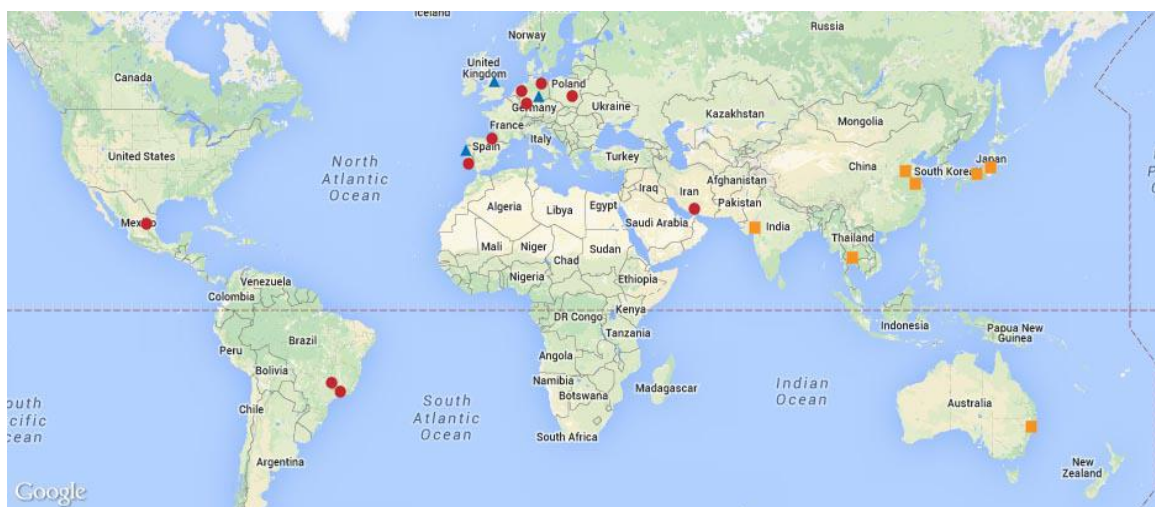 Iceland
Russia
Norway
Canada
United
Kingdom
Poland
Germany
Ukraine
Kazakhstan
Mongolia
France
Italy
Spain
Turkey
United States
North
Atlantic
Ocean
China
South Korea
Japan
Afghanistan
Iraq
Iran
Pakistan
Algeria
Libya
Egypt
Saudi Arabia
India
Mexico
Mali
Niger
Sudan
Chad
Thailand
Nigeria
Ethiopia
Venezuela
Colombia
Kenya
DR Congo
Indonesia
Papua New
Guinea
Tanzania
Brazil
Peru
Angola
Bolivia
Namibia
Botswana
Madagascar
Indian
Ocean
South
Atlantic
Ocean
Chile
Australia
South Africa
Argentina
New
Zealand
Google